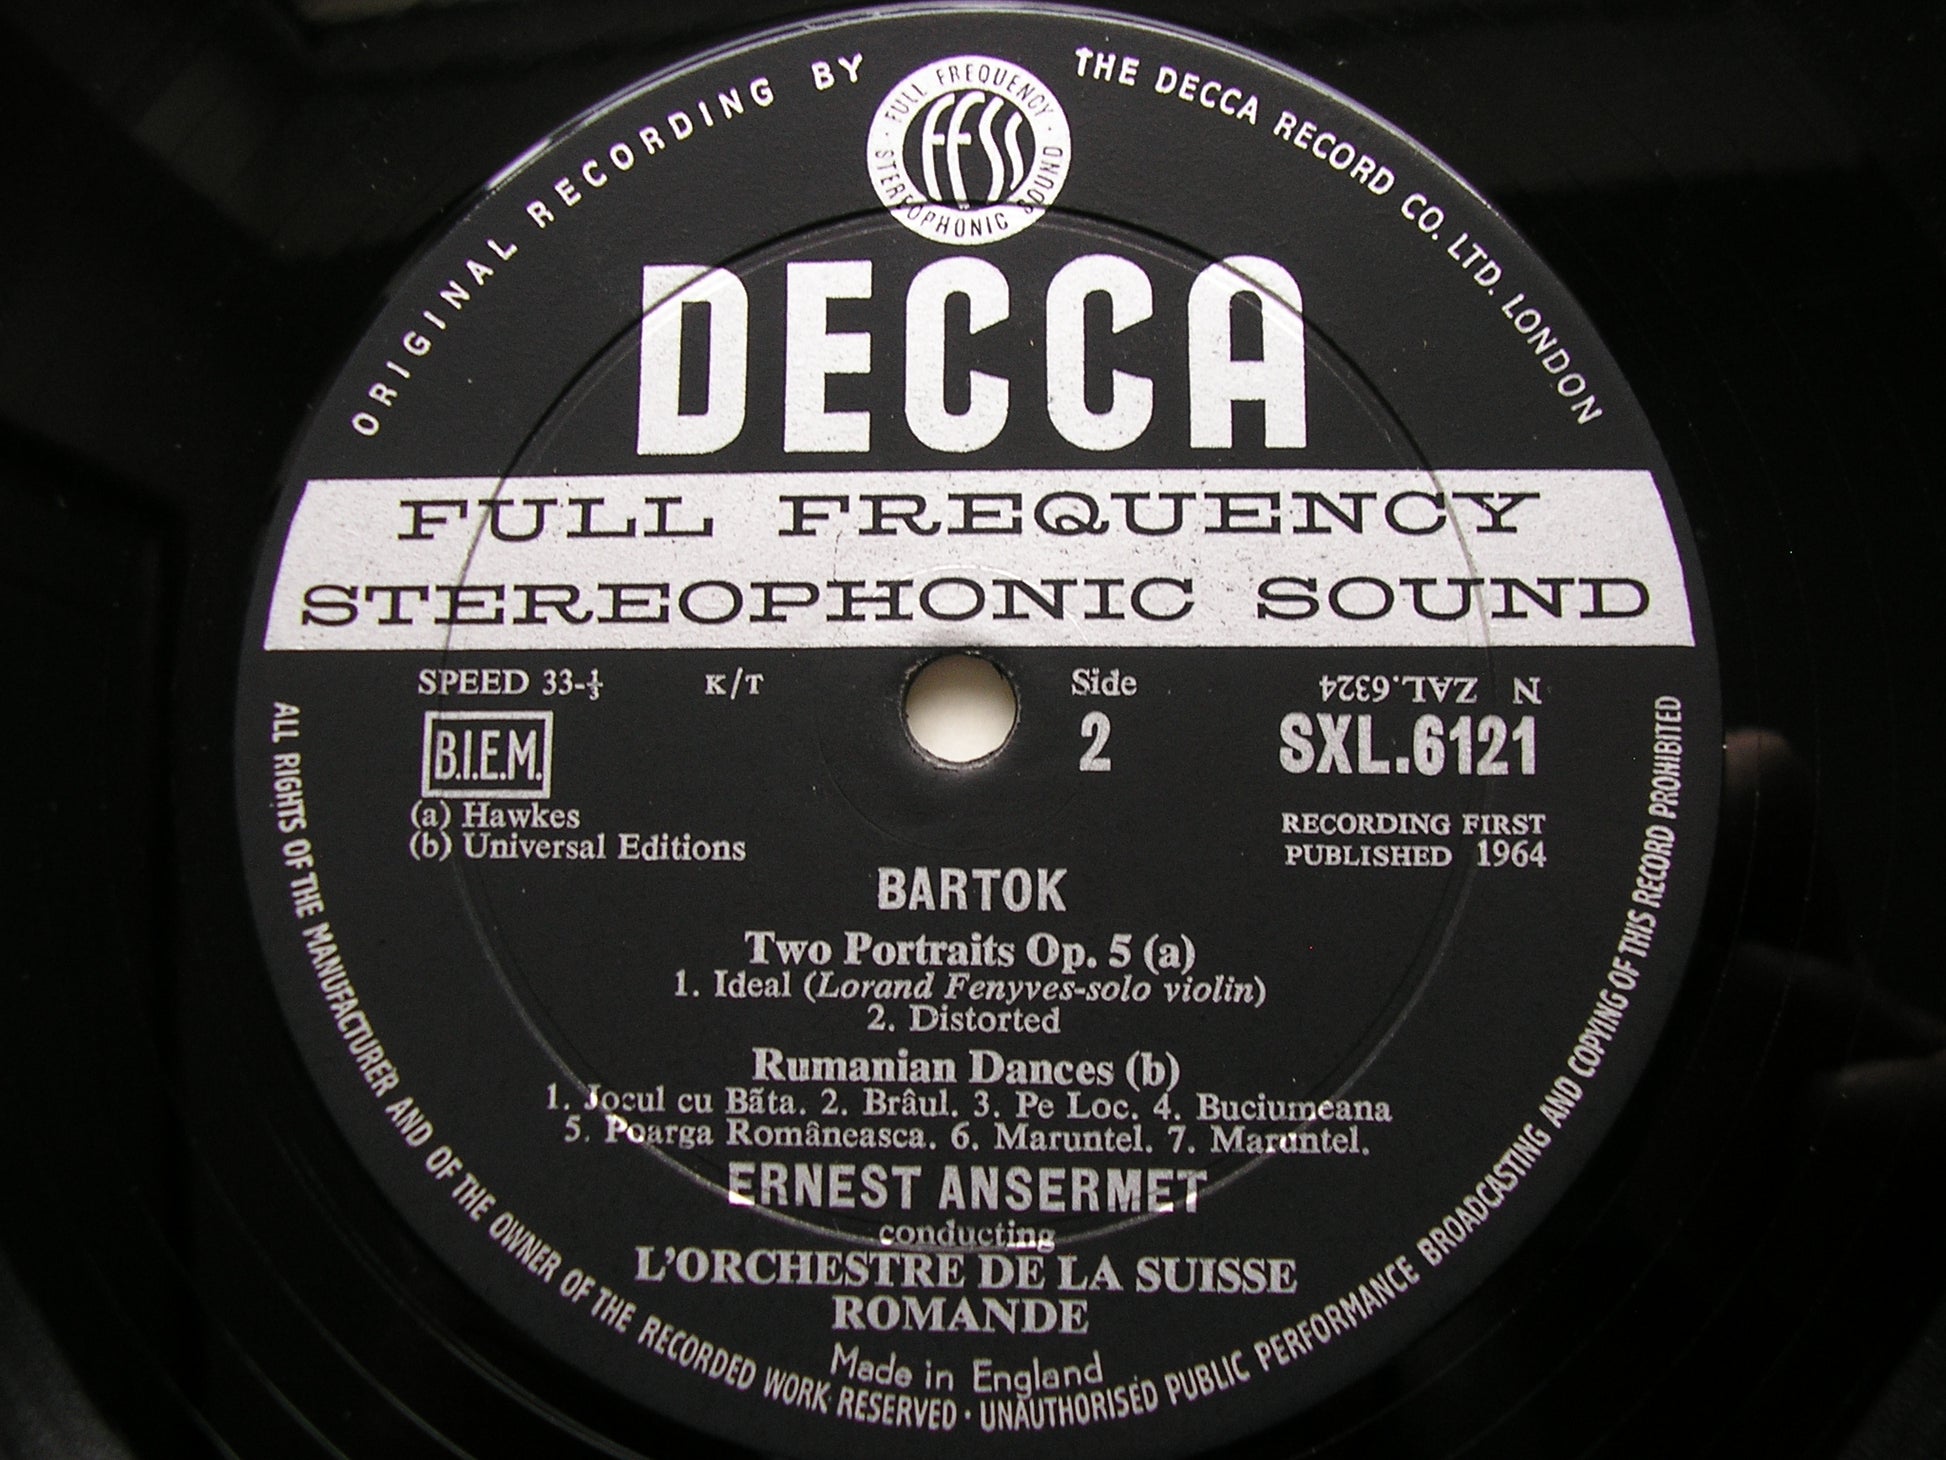 ORIGINAL RECORDING BY
THE DECCA RECORD CO. LTD. LONDON
FULL FREQUENCY
FFSS
STEREOPHONIC SOUND
DECCA
FULL FREQUENCY
STEREOPHONIC SOUND
SPEED 33-⅓ K/T Side N ZAL.6324
B.I.E.M. 2 SXL.6121
(a) Hawkes RECORDING FIRST
(b) Universal Editions PUBLISHED 1964
BARTOK
Two Portraits Op. 5 (a)
1. Ideal (Lorand Fenyves-solo violin)
2. Distorted
Rumanian Dances (b)
1. Jocul cu Bãta. 2. Brâul. 3. Pe Loc. 4. Buciumeana
5. Poarga Româneasca. 6. Maruntel. 7. Maruntel.
ERNEST ANSERMET
conducting
L'ORCHESTRE DE LA SUISSE
ROMANDE
Made in England
ALL RIGHTS OF THE MANUFACTURER AND OF THE OWNER OF THE RECORDED WORK RESERVED · UNAUTHORISED PUBLIC PERFORMANCE BROADCASTING AND COPYING OF THIS RECORD PROHIBITED